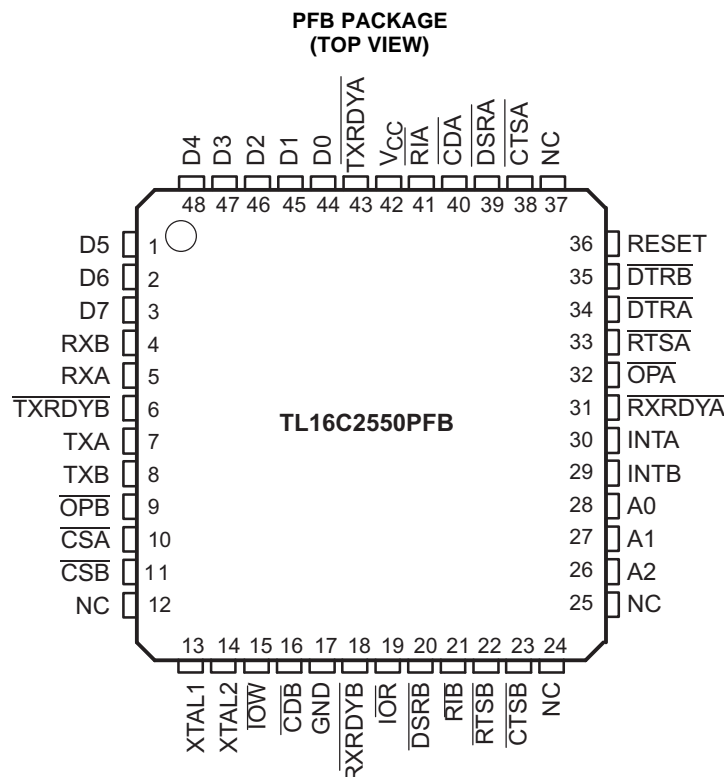 PFB PACKAGE
(TOP VIEW)
D4 D3 D2 D1 D0 TXRDYA VCC RIA CDA DSRA CTSA NC
48 47 46 45 44 43 42 41 40 39 38 37
D5 1 36 RESET
D6 2 35 DTRB
D7 3 34 DTRA
RXB 4 33 RTSA
RXA 5 32 OPA
TXRDYB 6 31 RXRDYA
TL16C2550PFB
TXA 7 30 INTA
TXB 8 29 INTB
OPB 9 28 A0
CSA 10 27 A1
CSB 11 26 A2
NC 12 25 NC
13 14 15 16 17 18 19 20 21 22 23 24
XTAL1 XTAL2 IOW CDB GND RXRDYB IOR DSRB RIB RTSB CTSB NC